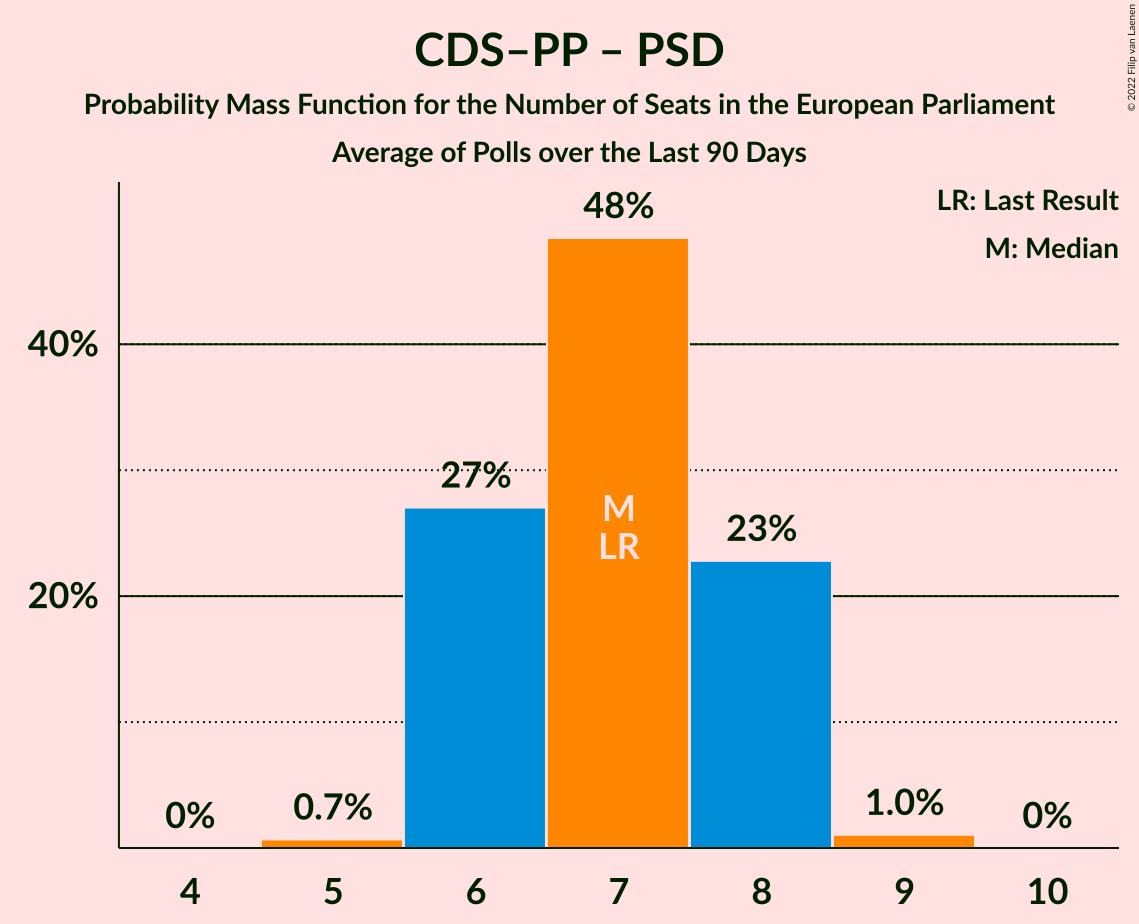 CDS–PP – PSD
Probability Mass Function for the Number of Seats in the European Parliament
Average of Polls over the Last 90 Days
© 2022 Filip van Laenen
LR: Last Result
M: Median
48%
40%
27%
M
LR
23%
20%
0%
0.7%
1.0%
0%
4
5
6
7
8
9
10